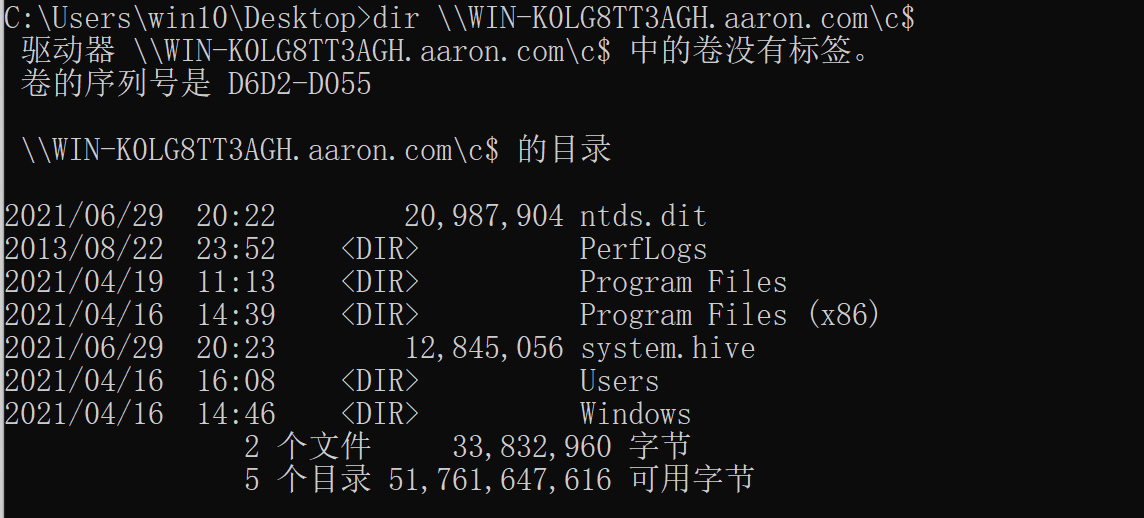 C:\Users\win10\Desktop>dir \\WIN-K0LG8TT3AGH.aaron.com\c$
驱动器 \\WIN-K0LG8TT3AGH.aaron.com\c$ 中的卷没有标签。
卷的序列号是 D6D2-D055
\\WIN-K0LG8TT3AGH.aaron.com\c$ 的目录
2021/06/29  20:22        20,987,904 ntds.dit
2013/08/22  23:52    <DIR>          PerfLogs
2021/04/19  11:13    <DIR>          Program Files
2021/04/16  14:39    <DIR>          Program Files (x86)
2021/06/29  20:23        12,845,056 system.hive
2021/04/16  16:08    <DIR>          Users
2021/04/16  14:46    <DIR>          Windows
2 个文件     33,832,960 字节
5 个目录 51,761,647,616 可用字节